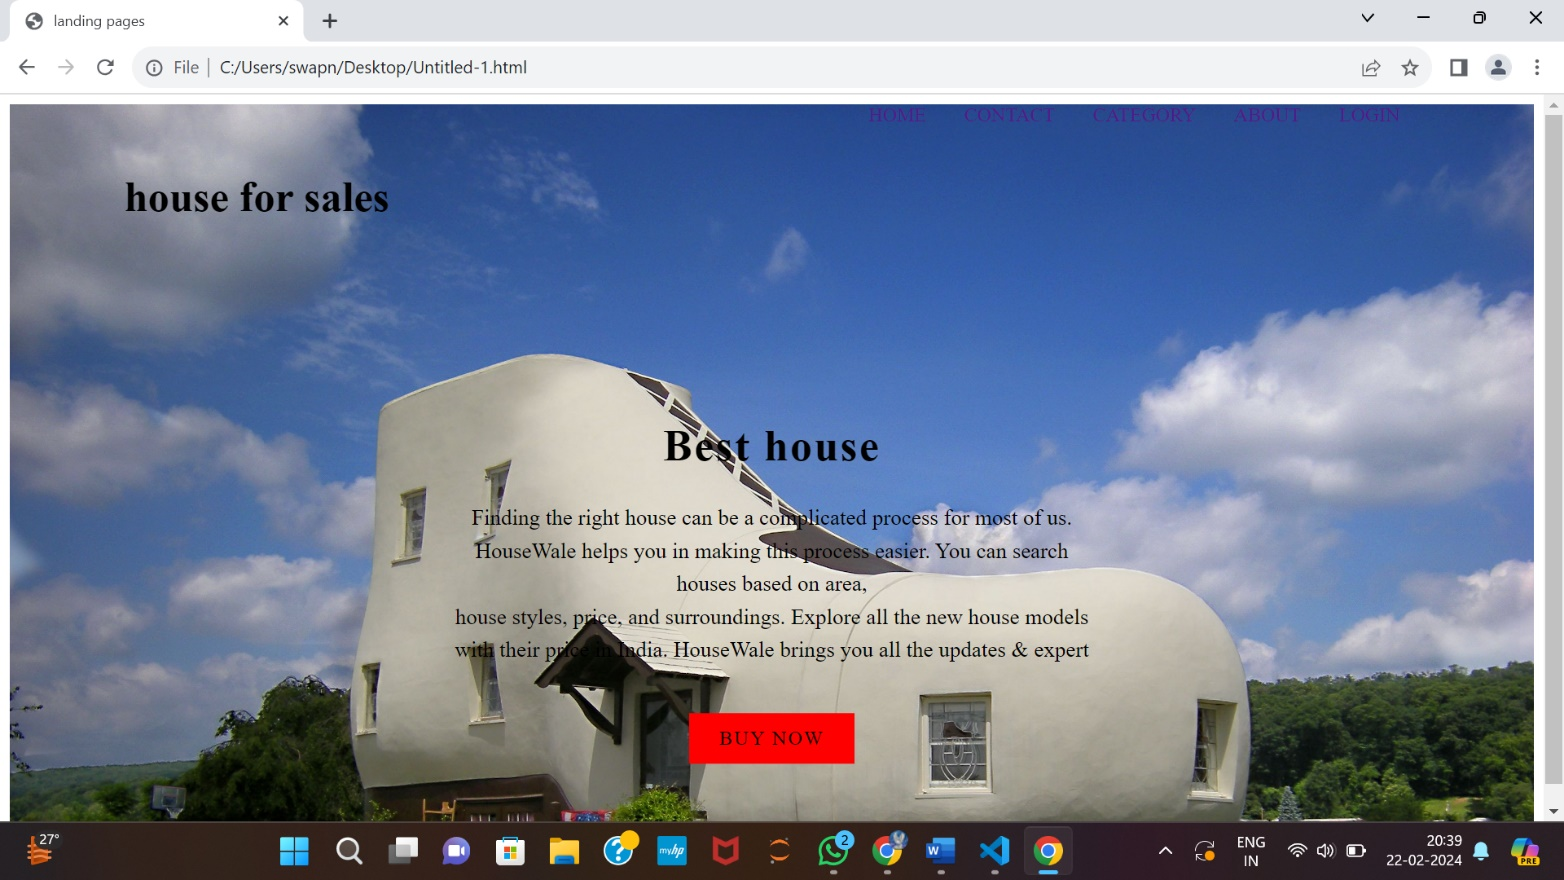 landing pages
File
C:/Users/swapn/Desktop/Untitled-1.html
HOME CONTACT CATEGORY ABOUT LOGIN
house for sales
Best house
Finding the right house can be a complicated process for most of us.
HouseWale helps you in making this process easier. You can search
houses based on area,
house styles, price, and surroundings. Explore all the new house models
with their price in India. HouseWale brings you all the updates & expert
BUY NOW
27°
myhp
2
W
ENG
IN
20:39
22-02-2024
PRE